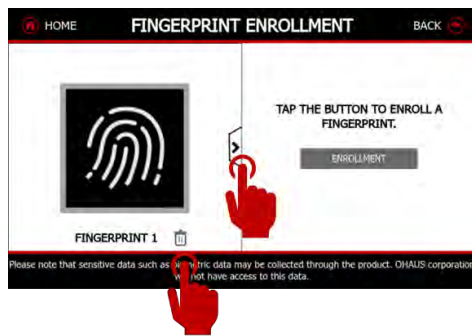 HOME
FINGERPRINT ENROLLMENT
BACK
TAP THE BUTTON TO ENROLL A
FINGERPRINT.
ENROLLMENT
FINGERPRINT 1
Please note that sensitive data such as data may be collected through the product. OHAUS corporation
not have access to this data.